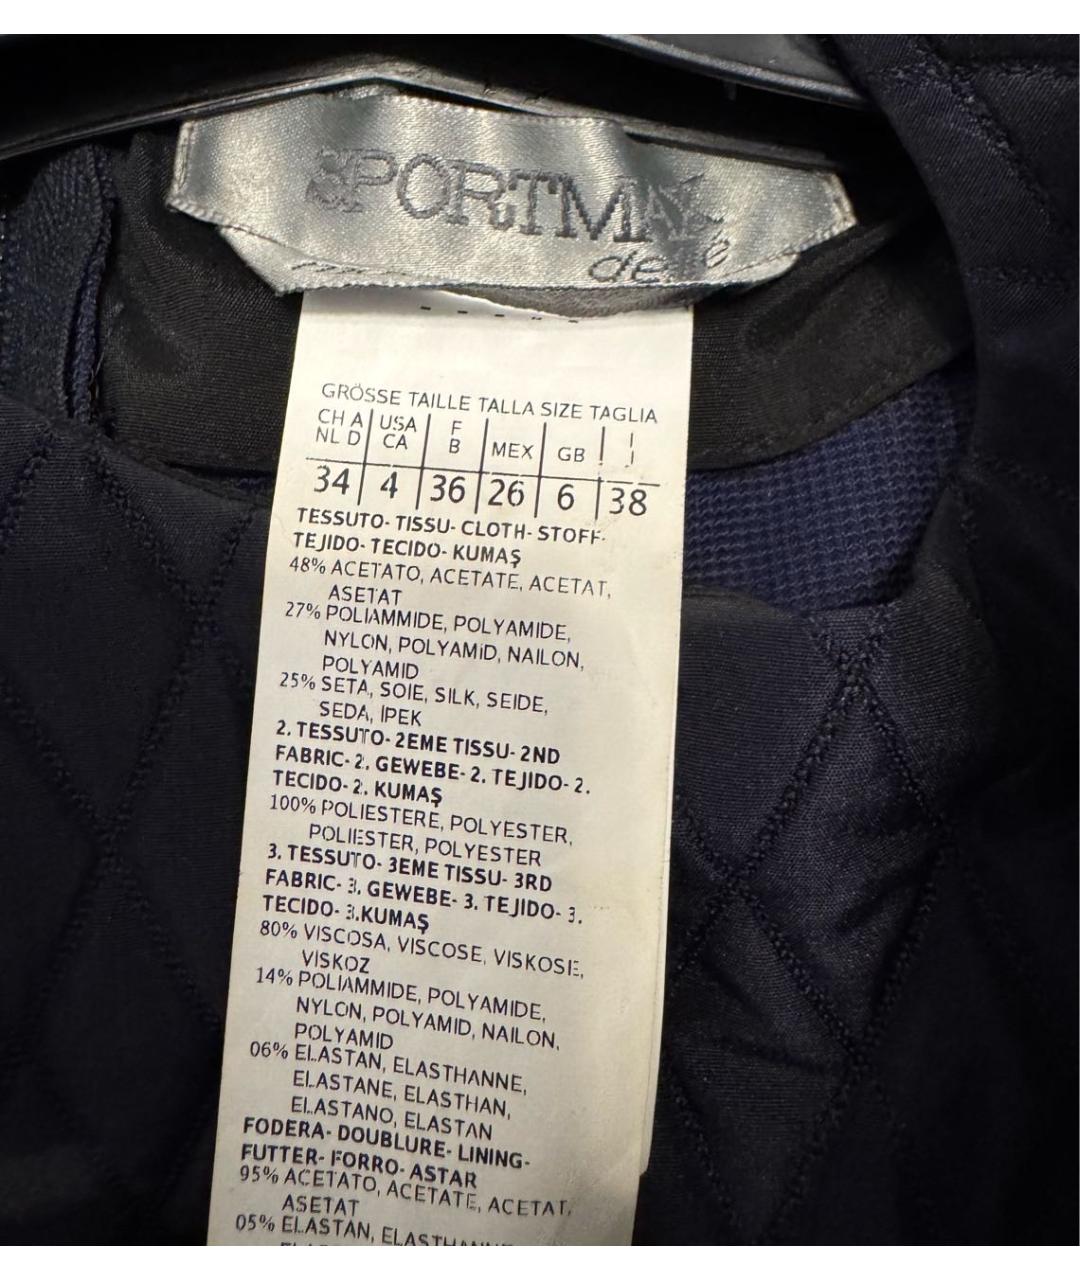 SPORTMAX
GRÖSSE TAILLE TALLA SIZE TAGLIA
CH A | USA | F | MEX | GB | I
NL D | CA | B
34 | 4 | 36 | 26 | 6 | 38
TESSUTO- TISSU- CLOTH- STOFF-
TEJIDO- TECIDO- KUMAŞ
48% ACETATO, ACETATE, ACETAT,
ASETAT
27% POLIAMMIDE, POLYAMIDE,
NYLON, POLYAMID, NAILON,
POLYAMID
25% SETA, SOIE, SILK, SEIDE,
SEDA, İPEK
2. TESSUTO- 2EME TISSU- 2ND
FABRIC- 2. GEWEBE- 2. TEJIDO- 2.
TECIDO- 2. KUMAŞ
100% POLIESTERE, POLYESTER,
POLIESTER, POLYESTER
3. TESSUTO- 3EME TISSU- 3RD
FABRIC- 3. GEWEBE- 3. TEJIDO- 3.
TECIDO- 3.KUMAŞ
80% VISCOSA, VISCOSE, VISKOSE,
VİSKOZ
14% POLIAMMIDE, POLYAMIDE,
NYLON, POLYAMID, NAILON,
POLYAMID
06% ELASTAN, ELASTHANNE,
ELASTANE, ELASTHAN,
ELASTANO, ELASTAN
FODERA- DOUBLURE- LINING-
FUTTER- FORRO- ASTAR
95% ACETATO, ACETATE, ACETAT,
ASETAT
05% ELASTAN, ELASTHANNE